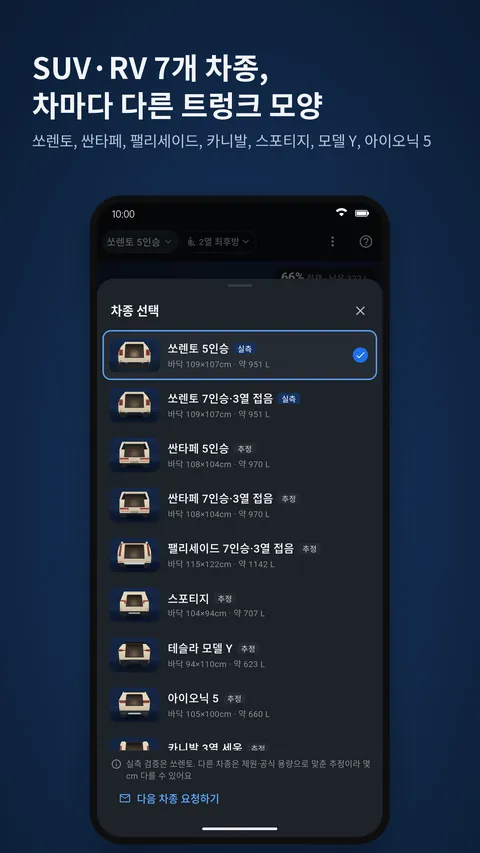 SUV·RV 7개 차종,
차마다 다른 트렁크 모양
쏘렌토, 싼타페, 팰리세이드, 카니발, 스포티지, 모델 Y, 아이오닉 5
10:00
쏘렌토 5인승
2열 최후방
66%
차종 선택
쏘렌토 5인승 실측
바닥 109×107cm · 약 951 L
쏘렌토 7인승·3열 접음 실측
바닥 109×107cm · 약 951 L
싼타페 5인승 추정
바닥 108×104cm · 약 970 L
싼타페 7인승·3열 접음 추정
바닥 108×104cm · 약 970 L
팰리세이드 7인승·3열 접음 추정
바닥 115×122cm · 약 1142 L
스포티지 추정
바닥 104×94cm · 약 707 L
테슬라 모델 Y 추정
바닥 94×110cm · 약 623 L
아이오닉 5 추정
바닥 105×100cm · 약 660 L
카니발 3열 세움 추정
실측 검증은 쏘렌토. 다른 차종은 제원·공식 용량으로 맞춘 추정이라 몇
cm 다를 수 있어요
다음 차종 요청하기